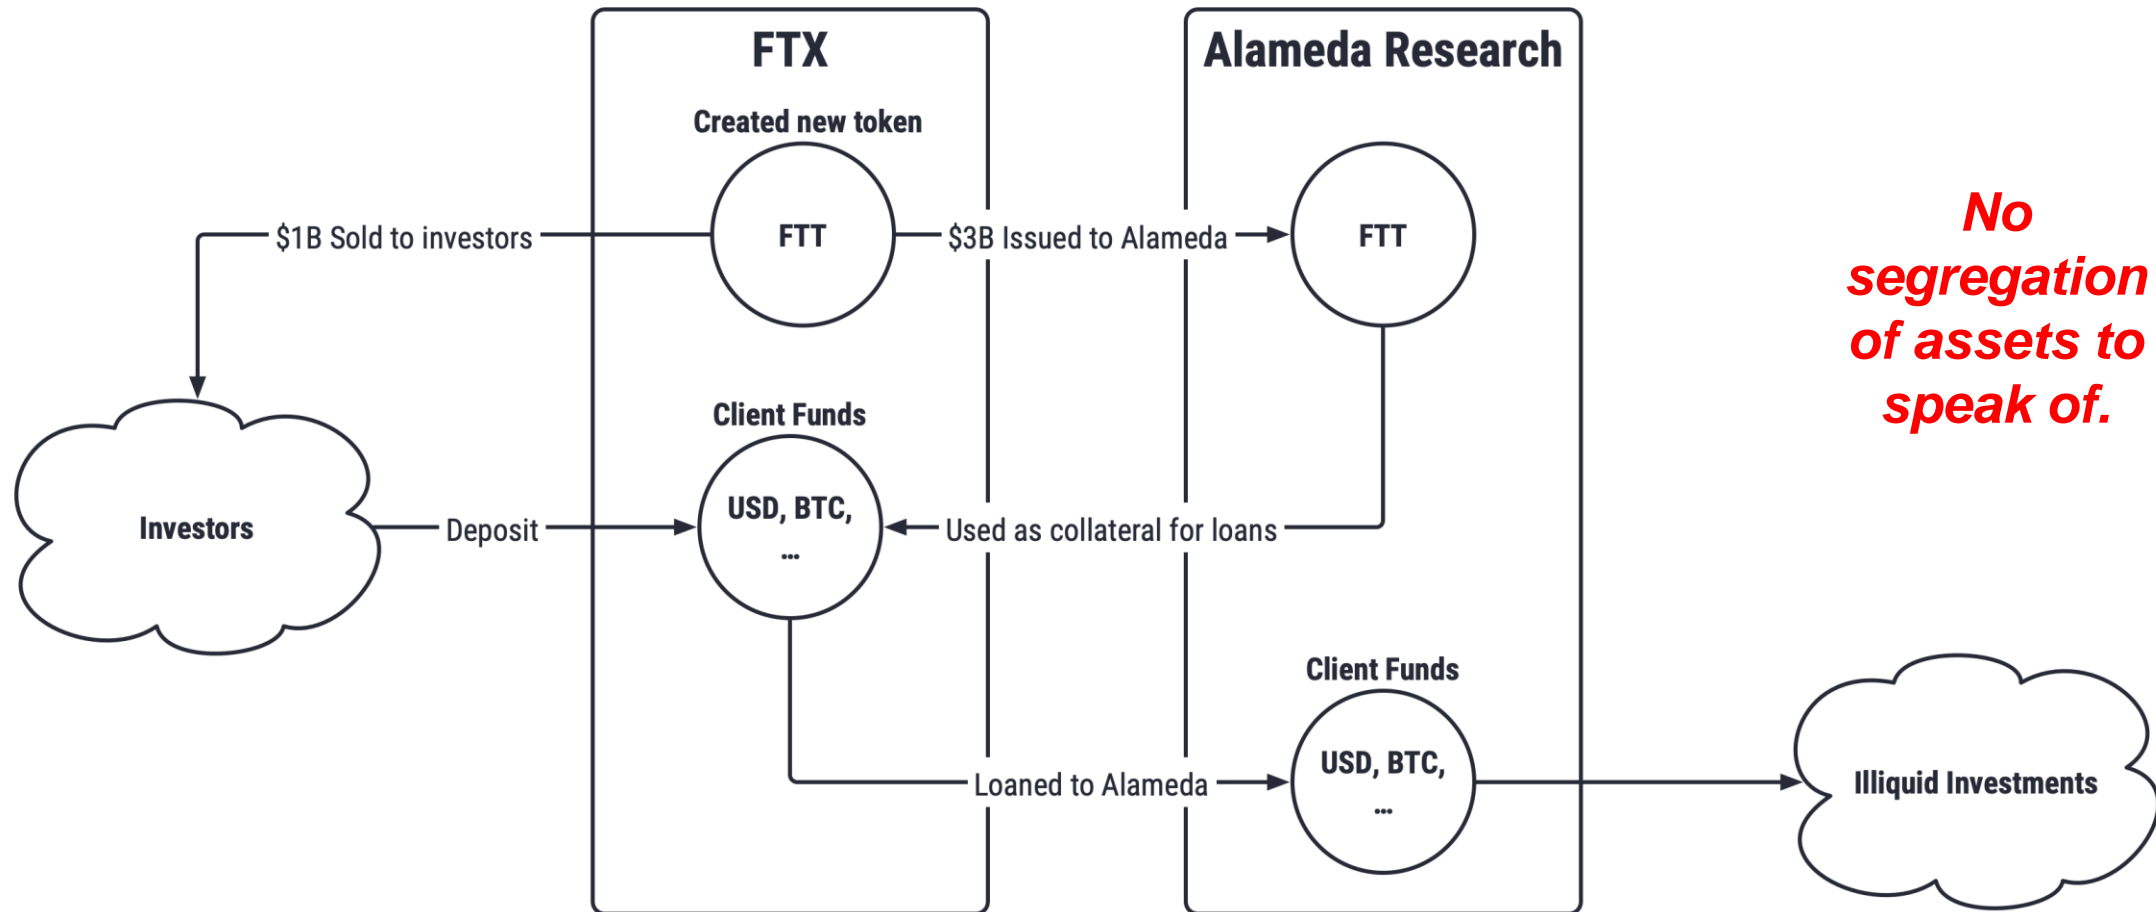 FTX
Alameda Research
Created new token
FTT
FTT
$1B Sold to investors
$3B Issued to Alameda
No
segregation
of assets to
speak of.
Client Funds
USD, BTC,
...
Investors
Deposit
Used as collateral for loans
Client Funds
USD, BTC,
...
Loaned to Alameda
Illiquid Investments